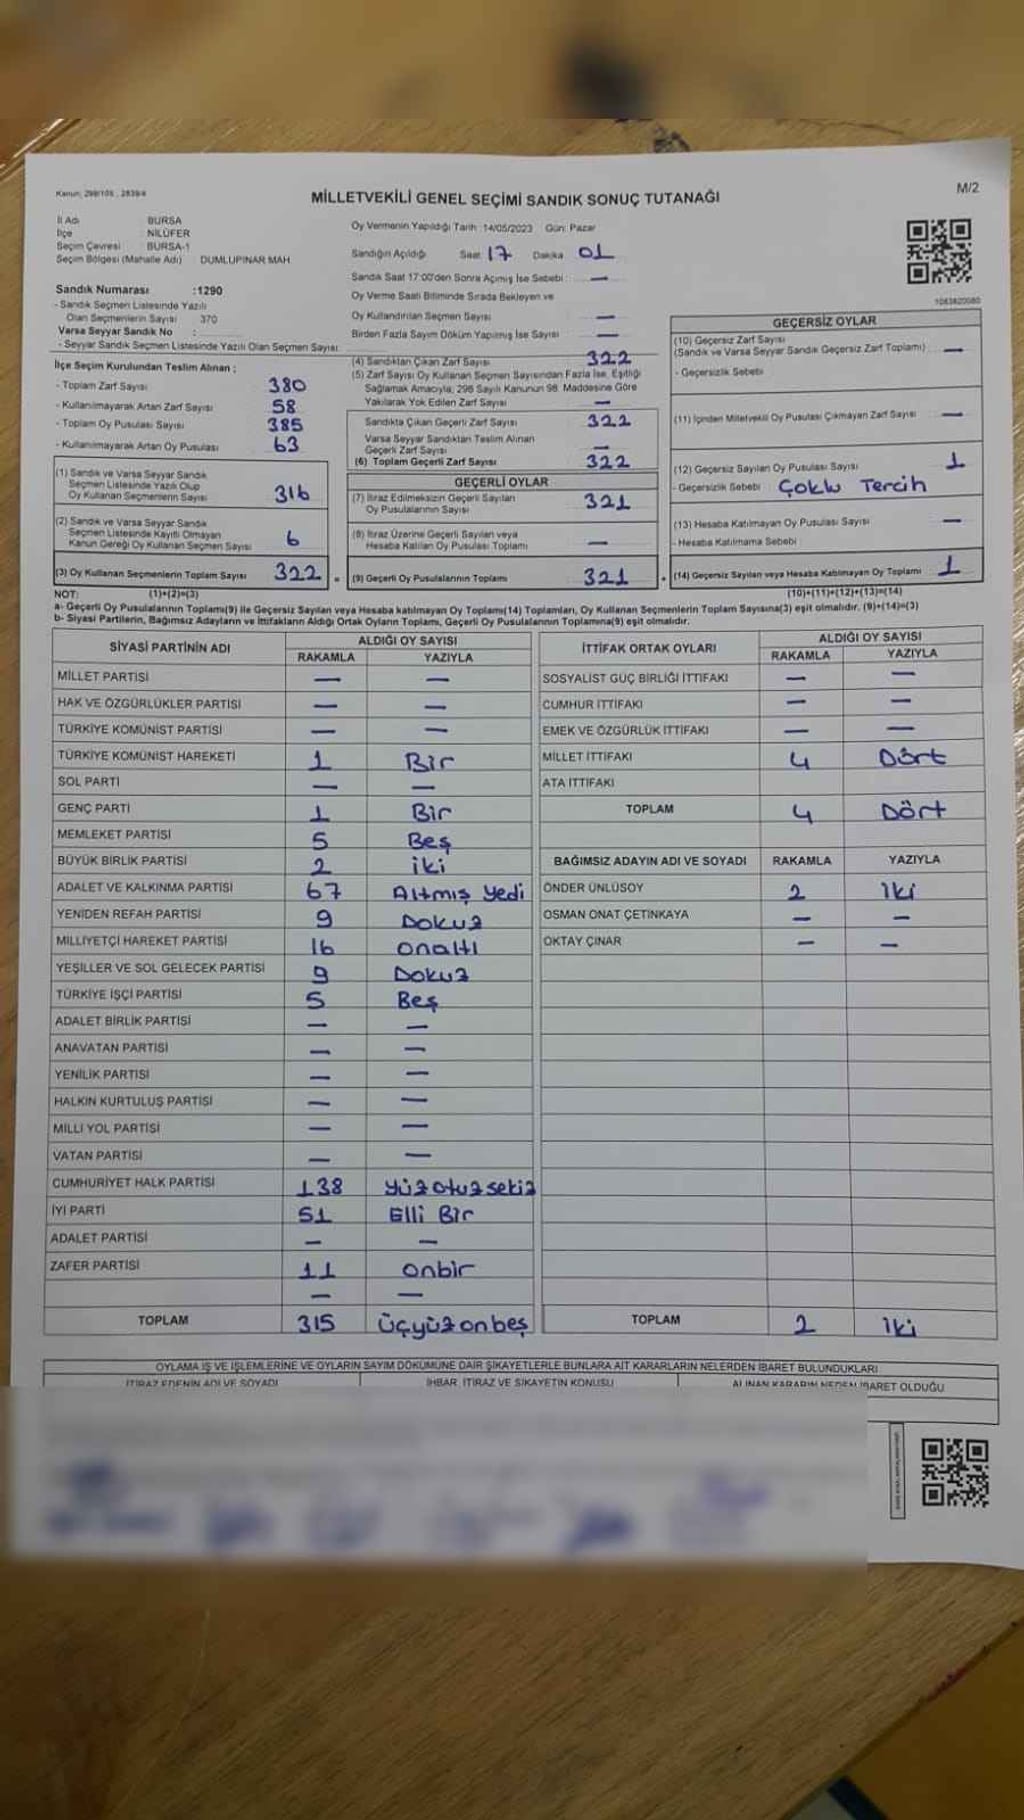 Kanun: 298/105 , 2839/4
M/2
MİLLETVEKİLİ GENEL SEÇİMİ SANDIK SONUÇ TUTANAĞI
İl Adı : BURSA
İlçe : NİLÜFER
Seçim Çevresi : BURSA-1
Seçim Bölgesi (Mahalle Adı) DUMLUPINAR MAH
Sandık Numarası :1290
- Sandık Seçmen Listesinde Yazılı
Olan Seçmenlerin Sayısı 370
Varsa Seyyar Sandık No :
- Seyyar Sandık Seçmen Listesinde Yazılı Olan Seçmen Sayısı:
İlçe Seçim Kurulundan Teslim Alınan ;
- Toplam Zarf Sayısı 380
- Kullanılmayarak Artan Zarf Sayısı 58
- Toplam Oy Pusulası Sayısı 385
- Kullanılmayarak Artan Oy Pusulası 63
(1) Sandık ve Varsa Seyyar Sandık
Seçmen Listesinde Yazılı Olup
Oy Kullanan Seçmenlerin Sayısı 316
(2) Sandık ve Varsa Seyyar Sandık
Seçmen Listesinde Kayıtlı Olmayan
Kanun Gereği Oy Kullanan Seçmen Sayısı 6
(3) Oy Kullanan Seçmenlerin Toplam Sayısı 322
Oy Vermenin Yapıldığı Tarih :14/05/2023 Gün: Pazar
Sandığın Açıldığı Saat 17 Dakika 01
Sandık Saat 17:00'den Sonra Açımış İse Sebebi : —
Oy Verme Saati Bitiminde Sırada Bekleyen ve
Oy Kullandırılan Seçmen Sayısı —
Birden Fazla Sayım Döküm Yapılmış İse Sayısı —
(4) Sandıktan Çıkan Zarf Sayısı 322
(5) Zarf Sayısı Oy Kullanan Seçmen Sayısından Fazla İse, Eşitliği
Sağlamak Amacıyla, 298 Sayılı Kanunun 98. Maddesine Göre
Yakılarak Yok Edilen Zarf Sayısı —
Sandıkta Çıkan Geçerli Zarf Sayısı 322
Varsa Seyyar Sandıktan Teslim Alınan
Geçerli Zarf Sayısı —
(6) Toplam Geçerli Zarf Sayısı 322
GEÇERLİ OYLAR
(7) İtiraz Edilmeksizin Geçerli Sayılan
Oy Pusulalarının Sayısı 321
(8) İtiraz Üzerine Geçerli Sayılan veya
Hesaba Katılan Oy Pusulası Toplamı —
(9) Geçerli Oy Pusulalarının Toplamı 321
1083820080
GEÇERSİZ OYLAR
(10) Geçersiz Zarf Sayısı
(Sandık ve Varsa Seyyar Sandık Geçersiz Zarf Toplamı) —
- Geçersizlik Sebebi
(11) İçinden Milletvekili Oy Pusulası Çıkmayan Zarf Sayısı —
(12) Geçersiz Sayılan Oy Pusulası Sayısı 1
- Geçersizlik Sebebi Çoklu Tercih
(13) Hesaba Katılmayan Oy Pusulası Sayısı —
- Hesaba Katılmama Sebebi :
(14) Geçersiz Sayılan veya Hesaba Katılmayan Oy Toplamı 1
NOT: (1)+(2)=(3) (10)+(11)+(12)+(13)=(14)
a- Geçerli Oy Pusulalarının Toplamı(9) ile Geçersiz Sayılan veya Hesaba katılmayan Oy Toplamı(14) Toplamları, Oy Kullanan Seçmenlerin Toplam Sayısına(3) eşit olmalıdır. (9)+(14)=(3)
b- Siyasi Partilerin, Bağımsız Adayların ve İttifakların Aldığı Ortak Oyların Toplamı, Geçerli Oy Pusulalarının Toplamına(9) eşit olmalıdır.
SİYASİ PARTİNİN ADI ALDIĞI OY SAYISI
RAKAMLA YAZIYLA
MİLLET PARTİSİ — —
HAK VE ÖZGÜRLÜKLER PARTİSİ — —
TÜRKİYE KOMÜNİST PARTİSİ — —
TÜRKİYE KOMÜNİST HAREKETİ 1 Bir
SOL PARTİ — —
GENÇ PARTİ 1 Bir
MEMLEKET PARTİSİ 5 Beş
BÜYÜK BİRLİK PARTİSİ 2 iki
ADALET VE KALKINMA PARTİSİ 67 Altmış yedi
YENİDEN REFAH PARTİSİ 9 Dokuz
MİLLİYETÇİ HAREKET PARTİSİ 16 onaltı
YEŞİLLER VE SOL GELECEK PARTİSİ 9 Dokuz
TÜRKİYE İŞÇİ PARTİSİ 5 Beş
ADALET BİRLİK PARTİSİ — —
ANAVATAN PARTİSİ — —
YENİLİK PARTİSİ — —
HALKIN KURTULUŞ PARTİSİ — —
MİLLİ YOL PARTİSİ — —
VATAN PARTİSİ — —
CUMHURİYET HALK PARTİSİ 138 yüzotuzsekiz
İYİ PARTİ 51 Elli Bir
ADALET PARTİSİ — —
ZAFER PARTİSİ 11 onbir
— —
TOPLAM 315 üçyüzonbeş
İTTİFAK ORTAK OYLARI ALDIĞI OY SAYISI
RAKAMLA YAZIYLA
SOSYALİST GÜÇ BİRLİĞİ İTTİFAKI — —
CUMHUR İTTİFAKI — —
EMEK VE ÖZGÜRLÜK İTTİFAKI — —
MİLLET İTTİFAKI 4 Dört
ATA İTTİFAKI
TOPLAM 4 Dört
BAĞIMSIZ ADAYIN ADI VE SOYADI RAKAMLA YAZIYLA
ÖNDER ÜNLÜSOY 2 iki
OSMAN ONAT ÇETİNKAYA — —
OKTAY ÇINAR — —
TOPLAM 2 iki
OYLAMA İŞ VE İŞLEMLERİNE VE OYLARIN SAYIM DÖKÜMÜNE DAİR ŞİKAYETLERLE BUNLARA AİT KARARLARIN NELERDEN İBARET BULUNDUKLARI
İTİRAZ EDENİN ADI VE SOYADI İHBAR, İTİRAZ VE ŞİKAYETİN KONUSU ALINAN KARARIN NEDEN İBARET OLDUĞU